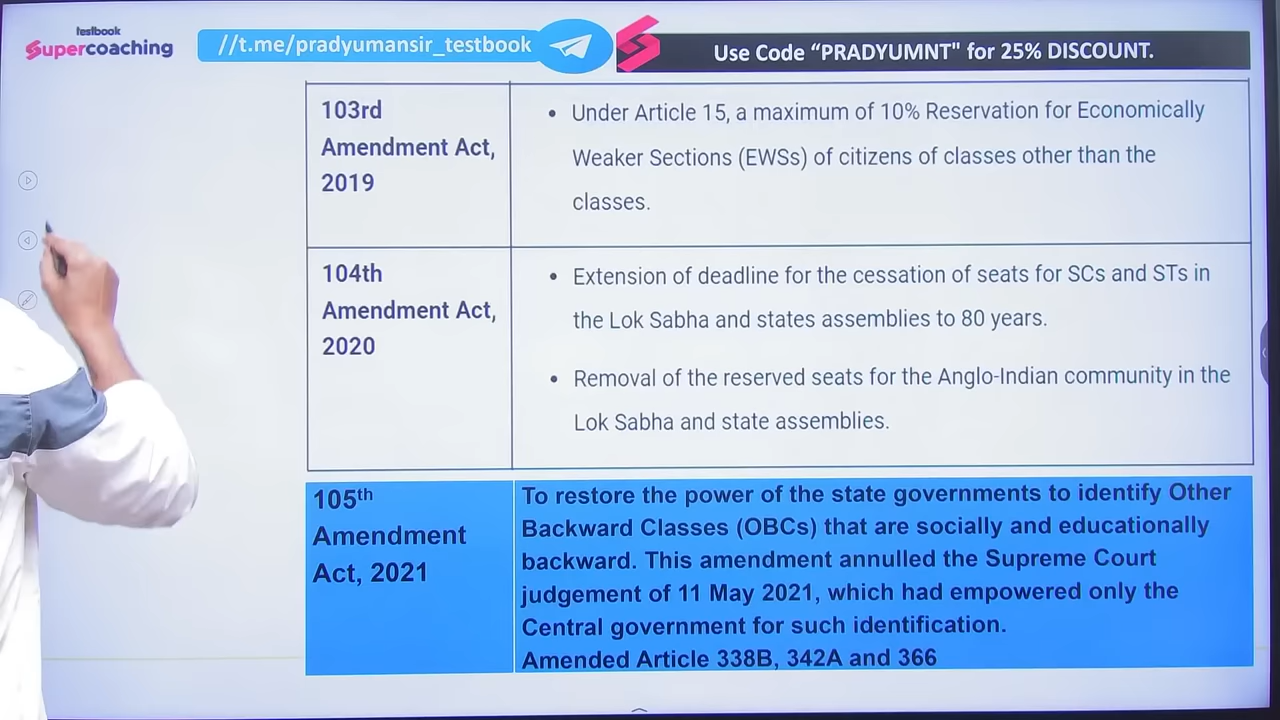 testbook
Supercoaching
//t.me/pradyumansir_testbook
Use Code “PRADYUMNT" for 25% DISCOUNT.
103rd
Amendment Act,
2019
• Under Article 15, a maximum of 10% Reservation for Economically
Weaker Sections (EWSs) of citizens of classes other than the
classes.
104th
Amendment Act,
2020
• Extension of deadline for the cessation of seats for SCs and STs in
the Lok Sabha and states assemblies to 80 years.
• Removal of the reserved seats for the Anglo-Indian community in the
Lok Sabha and state assemblies.
105th
Amendment
Act, 2021
To restore the power of the state governments to identify Other
Backward Classes (OBCs) that are socially and educationally
backward. This amendment annulled the Supreme Court
judgement of 11 May 2021, which had empowered only the
Central government for such identification.
Amended Article 338B, 342A and 366